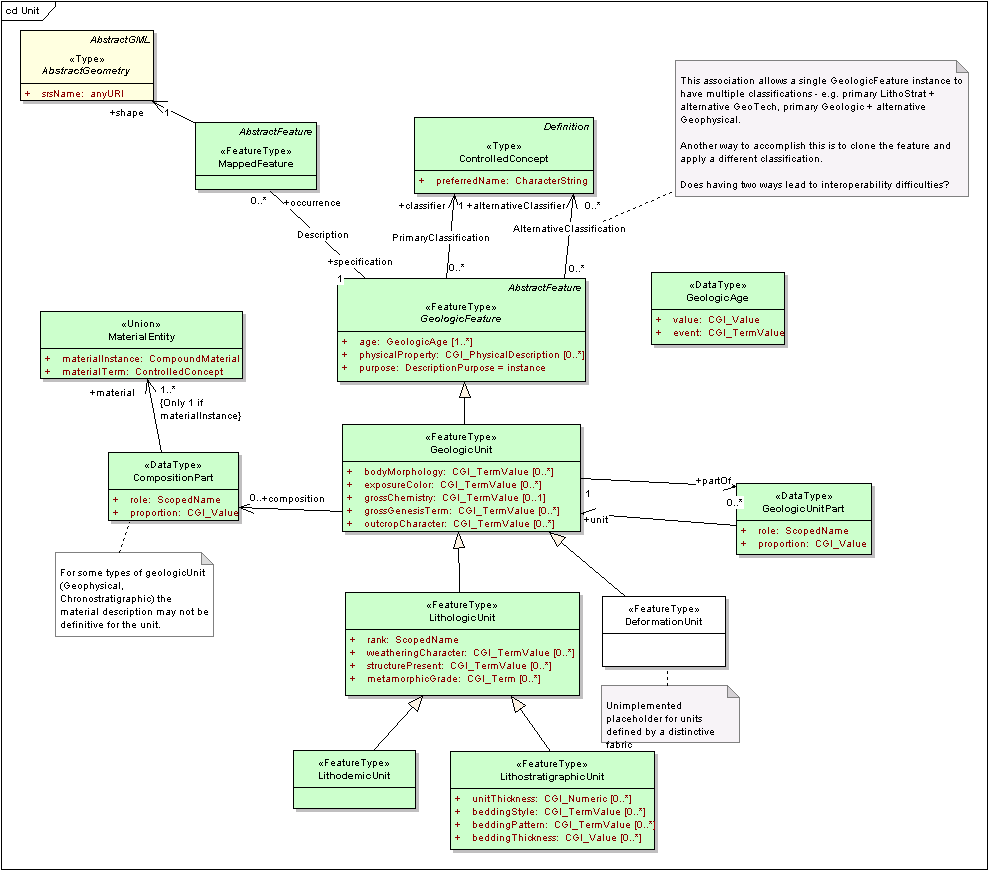 cd Unit
AbstractGML
«Type»
AbstractGeometry
+ srsName: anyURI
+shape
1
AbstractFeature
«FeatureType»
MappedFeature
0..*
+occurrence
Description
+specification
1
Definition
«Type»
ControlledConcept
+ preferredName: CharacterString
+classifier
1
+alternativeClassifier
0..*
PrimaryClassification
AlternativeClassification
0..*
0..*
This association allows a single GeologicFeature instance to
have multiple classifications - e.g. primary LithoStrat +
alternative GeoTech, primary Geologic + alternative
Geophysical.
Another way to accomplish this is to clone the feature and
apply a different classification.
Does having two ways lead to interoperability difficulties?
AbstractFeature
«FeatureType»
GeologicFeature
+ age: GeologicAge [1..*]
+ physicalProperty: CGI_PhysicalDescription [0..*]
+ purpose: DescriptionPurpose = instance
«DataType»
GeologicAge
+ value: CGI_Value
+ event: CGI_TermValue
«Union»
MaterialEntity
+ materialInstance: CompoundMaterial
+ materialTerm: ControlledConcept
+material
1..*
{Only 1 if
materialInstance}
«DataType»
CompositionPart
+ role: ScopedName
+ proportion: CGI_Value
0..*
+composition
For some types of geologicUnit
(Geophysical,
Chronostratigraphic) the
material description may not be
definitive for the unit.
«FeatureType»
GeologicUnit
+ bodyMorphology: CGI_TermValue [0..*]
+ exposureColor: CGI_TermValue [0..*]
+ grossChemistry: CGI_TermValue [0..1]
+ grossGenesisTerm: CGI_TermValue [0..*]
+ outcropCharacter: CGI_TermValue [0..*]
+partOf
0..*
1
+unit
«DataType»
GeologicUnitPart
+ role: ScopedName
+ proportion: CGI_Value
«FeatureType»
LithologicUnit
+ rank: ScopedName
+ weatheringCharacter: CGI_TermValue [0..*]
+ structurePresent: CGI_TermValue [0..*]
+ metamorphicGrade: CGI_Term [0..*]
«FeatureType»
DeformationUnit
Unimplemented
placeholder for units
defined by a distinctive
fabric
«FeatureType»
LithodemicUnit
«FeatureType»
LithostratigraphicUnit
+ unitThickness: CGI_Numeric [0..*]
+ beddingStyle: CGI_TermValue [0..*]
+ beddingPattern: CGI_TermValue [0..*]
+ beddingThickness: CGI_Value [0..*]